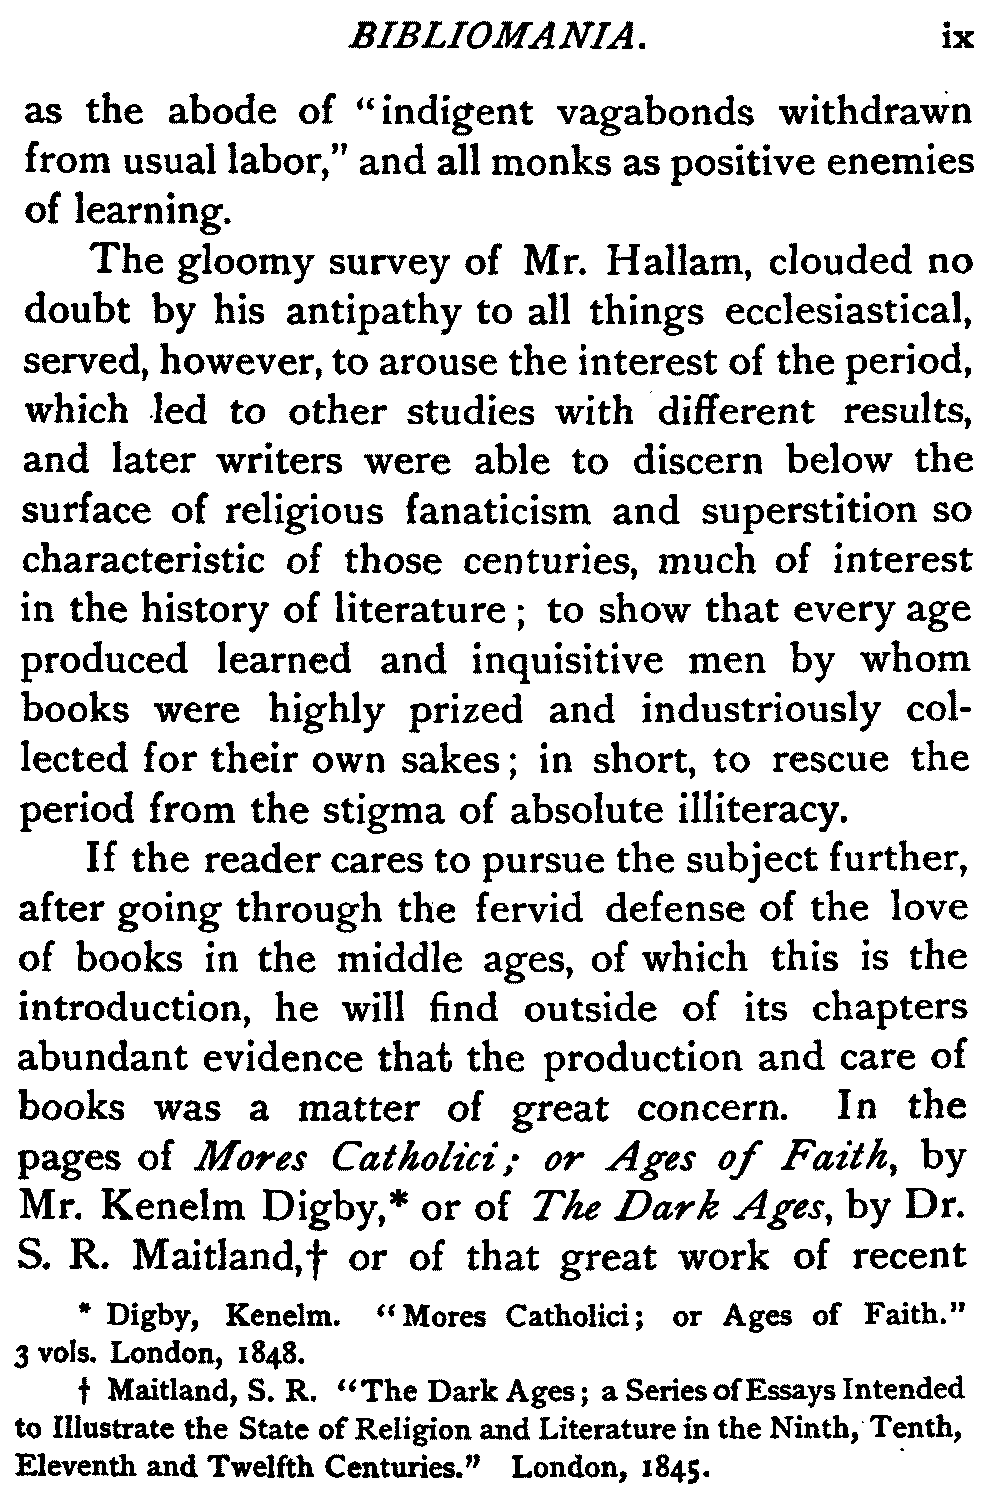 BIBLIOMANIA. ix
as the abode of "indigent vagabonds withdrawn
from usual labor," and all monks as positive enemies
of learning.
The gloomy survey of Mr. Hallam, clouded no
doubt by his antipathy to all things ecclesiastical,
served, however, to arouse the interest of the period,
which led to other studies with different results,
and later writers were able to discern below the
surface of religious fanaticism and superstition so
characteristic of those centuries, much of interest
in the history of literature; to show that every age
produced learned and inquisitive men by whom
books were highly prized and industriously col-
lected for their own sakes; in short, to rescue the
period from the stigma of absolute illiteracy.
If the reader cares to pursue the subject further,
after going through the fervid defense of the love
of books in the middle ages, of which this is the
introduction, he will find outside of its chapters
abundant evidence that the production and care of
books was a matter of great concern. In the
pages of Mores Catholici; or Ages of Faith, by
Mr. Kenelm Digby,* or of The Dark Ages, by Dr.
S. R. Maitland,† or of that great work of recent
* Digby, Kenelm. "Mores Catholici; or Ages of Faith."
3 vols. London, 1848.
† Maitland, S. R. "The Dark Ages; a Series of Essays Intended
to Illustrate the State of Religion and Literature in the Ninth, Tenth,
Eleventh and Twelfth Centuries." London, 1845.